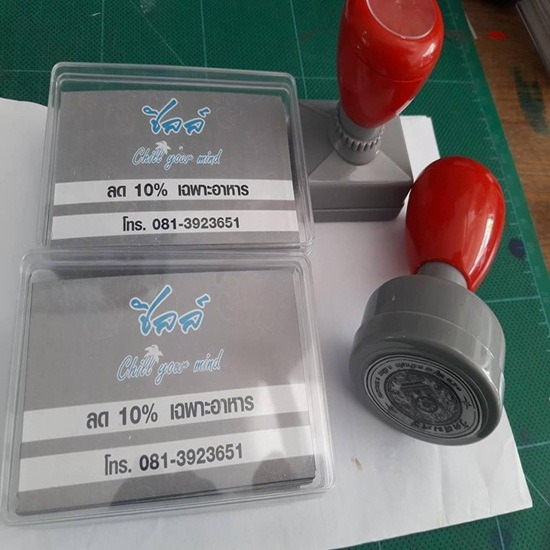 ชิลล์
Chill your mind
ลด 10% เฉพาะอาหาร
โทร. 081-3923651
ชิลล์
Chill your mind
ลด 10% เฉพาะอาหาร
โทร. 081-3923651